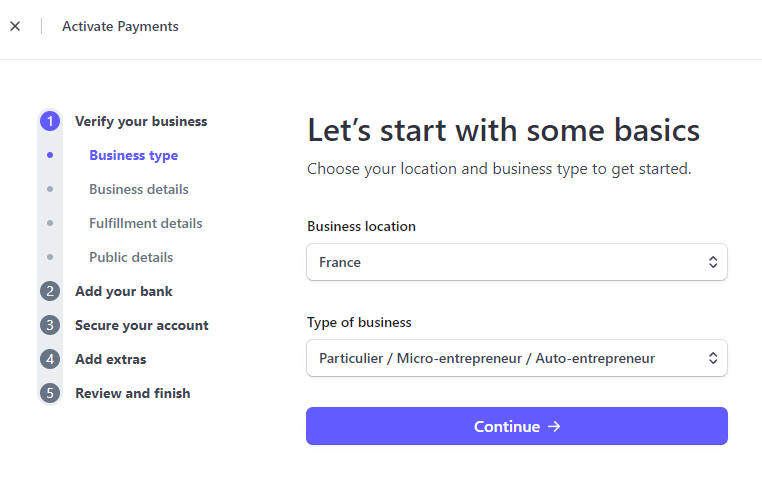 Activate Payments
1 Verify your business
Business type
Business details
Fulfillment details
Public details
2 Add your bank
3 Secure your account
4 Add extras
5 Review and finish
Let’s start with some basics
Choose your location and business type to get started.
Business location
France
Type of business
Particulier / Micro-entrepreneur / Auto-entrepreneur
Continue →